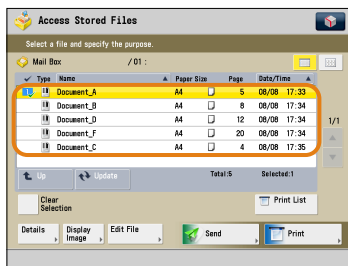 Access Stored Files
Select a file and specify the purpose.
Mail Box / 01 :
✓ Type Name ▲ Paper Size Page Date/Time ▲
1 Document_A A4 5 08/08 17:33
Document_B A4 8 08/08 17:34
Document_D A4 12 08/08 17:34
Document_F A4 20 08/08 17:34
Document_C A4 4 08/08 17:35
1/1
Up Update Total:5 Selected:1
Clear
Selection
Print List
Details Display
Image Edit File Send Print